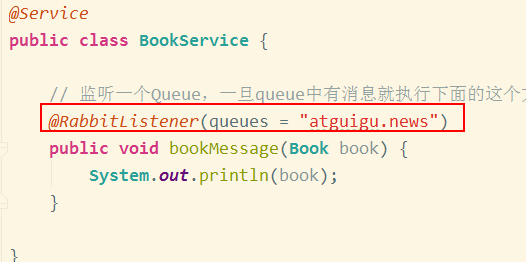 @Service
public class BookService {
// 监听一个Queue，一旦queue中有消息就执行下面的这个
@RabbitListener(queues = "atguigu.news")
public void bookMessage(Book book) {
System.out.println(book);
}
}